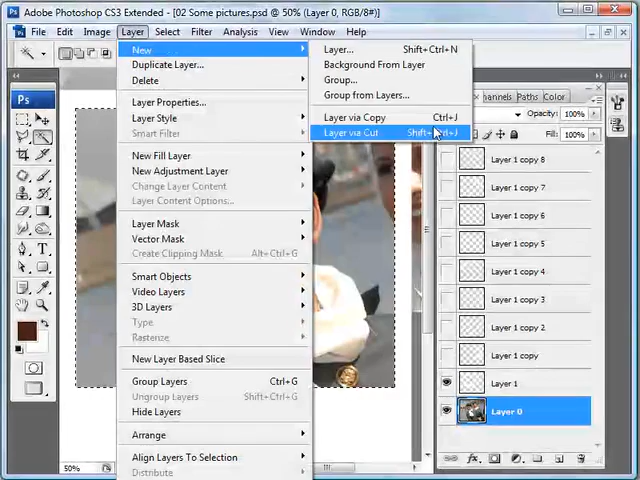 Adobe Photoshop CS3 Extended - [02 Some pictures.psd @ 50% (Layer 0, RGB/8#)]
File Edit Image Layer Select Filter Analysis View Window Help
New
Duplicate Layer...
Delete
Layer Properties...
Layer Style
Smart Filter
New Fill Layer
New Adjustment Layer
Change Layer Content
Layer Content Options...
Layer Mask
Vector Mask
Create Clipping Mask Alt+Ctrl+G
Smart Objects
Video Layers
3D Layers
Type
Rasterize
New Layer Based Slice
Group Layers Ctrl+G
Ungroup Layers Shift+Ctrl+G
Hide Layers
Arrange
Align Layers To Selection
Distribute
Layer... Shift+Ctrl+N
Background From Layer
Group...
Group from Layers...
Layer via Copy Ctrl+J
Layer via Cut
Ps
50%
Paths Color
Opacity: 100%
Fill: 100%
Layer 1 copy 8
Layer 1 copy 7
Layer 1 copy 6
Layer 1 copy 5
Layer 1 copy 4
Layer 1 copy 3
Layer 1 copy 2
Layer 1 copy
Layer 1
Layer 0